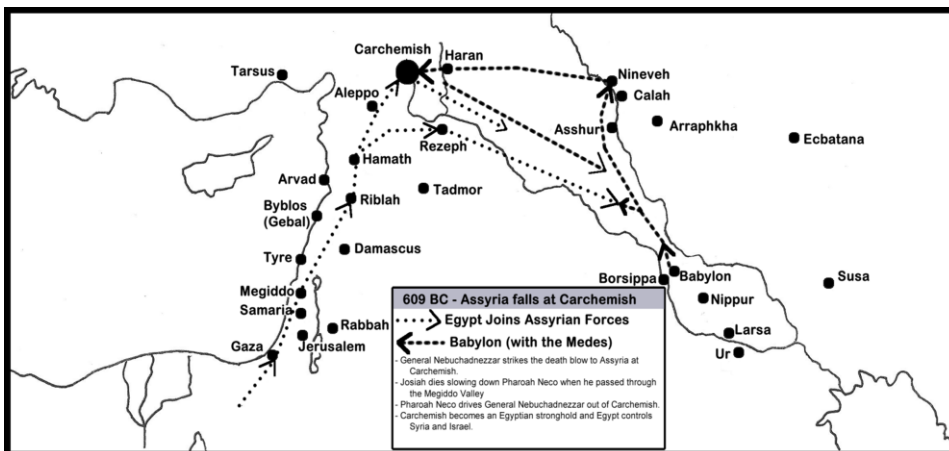 Carchemish
Haran
Tarsus
Nineveh
Calah
Aleppo
Asshur
Arraphkha
Ecbatana
Rezeph
Hamath
Arvad
Tadmor
Riblah
Byblos
(Gebal)
Tyre
Damascus
Borsippa
Babylon
Susa
Megiddo
Nippur
Samaria
Rabbah
Larsa
Gaza
Jerusalem
Ur
609 BC - Assyria falls at Carchemish
Egypt Joins Assyrian Forces
Babylon (with the Medes)
- General Nebuchadnezzar strikes the death blow to Assyria at
Carchemish.
- Josiah dies slowing down Pharoah Neco when he passed through
the Megiddo Valley
- Pharoah Neco drives General Nebuchadnezzar out of Carchemish.
- Carchemish becomes an Egyptian stronghold and Egypt controls
Syria and Israel.